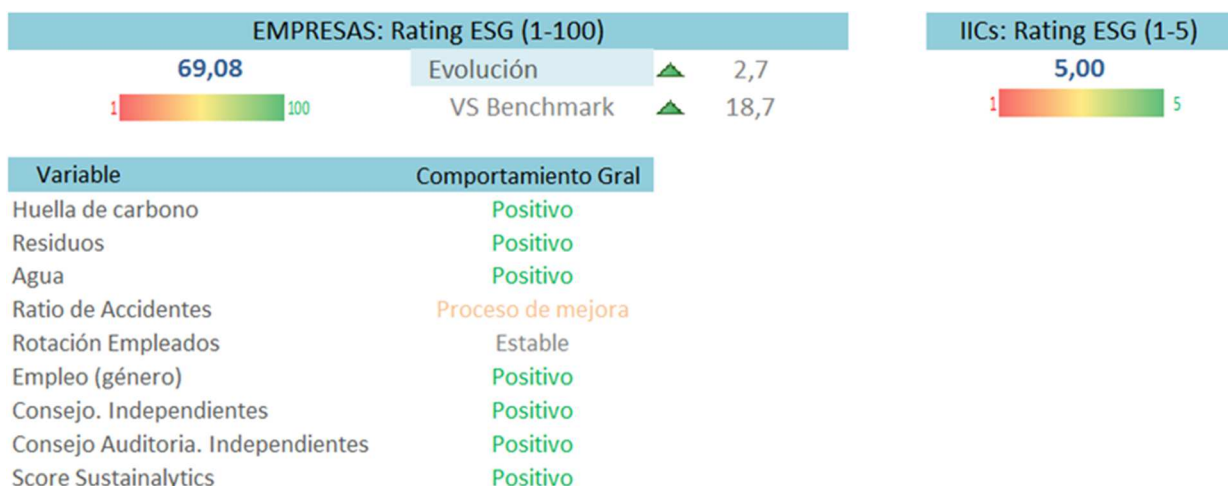 EMPRESAS: Rating ESG (1-100)
IICs: Rating ESG (1-5)
69,08 Evolución 2,7
5,00
1 100 VS Benchmark 18,7
1 5
Variable Comportamiento Gral
Huella de carbono Positivo
Residuos Positivo
Agua Positivo
Ratio de Accidentes Proceso de mejora
Rotación Empleados Estable
Empleo (género) Positivo
Consejo. Independientes Positivo
Consejo Auditoria. Independientes Positivo
Score Sustainalytics Positivo